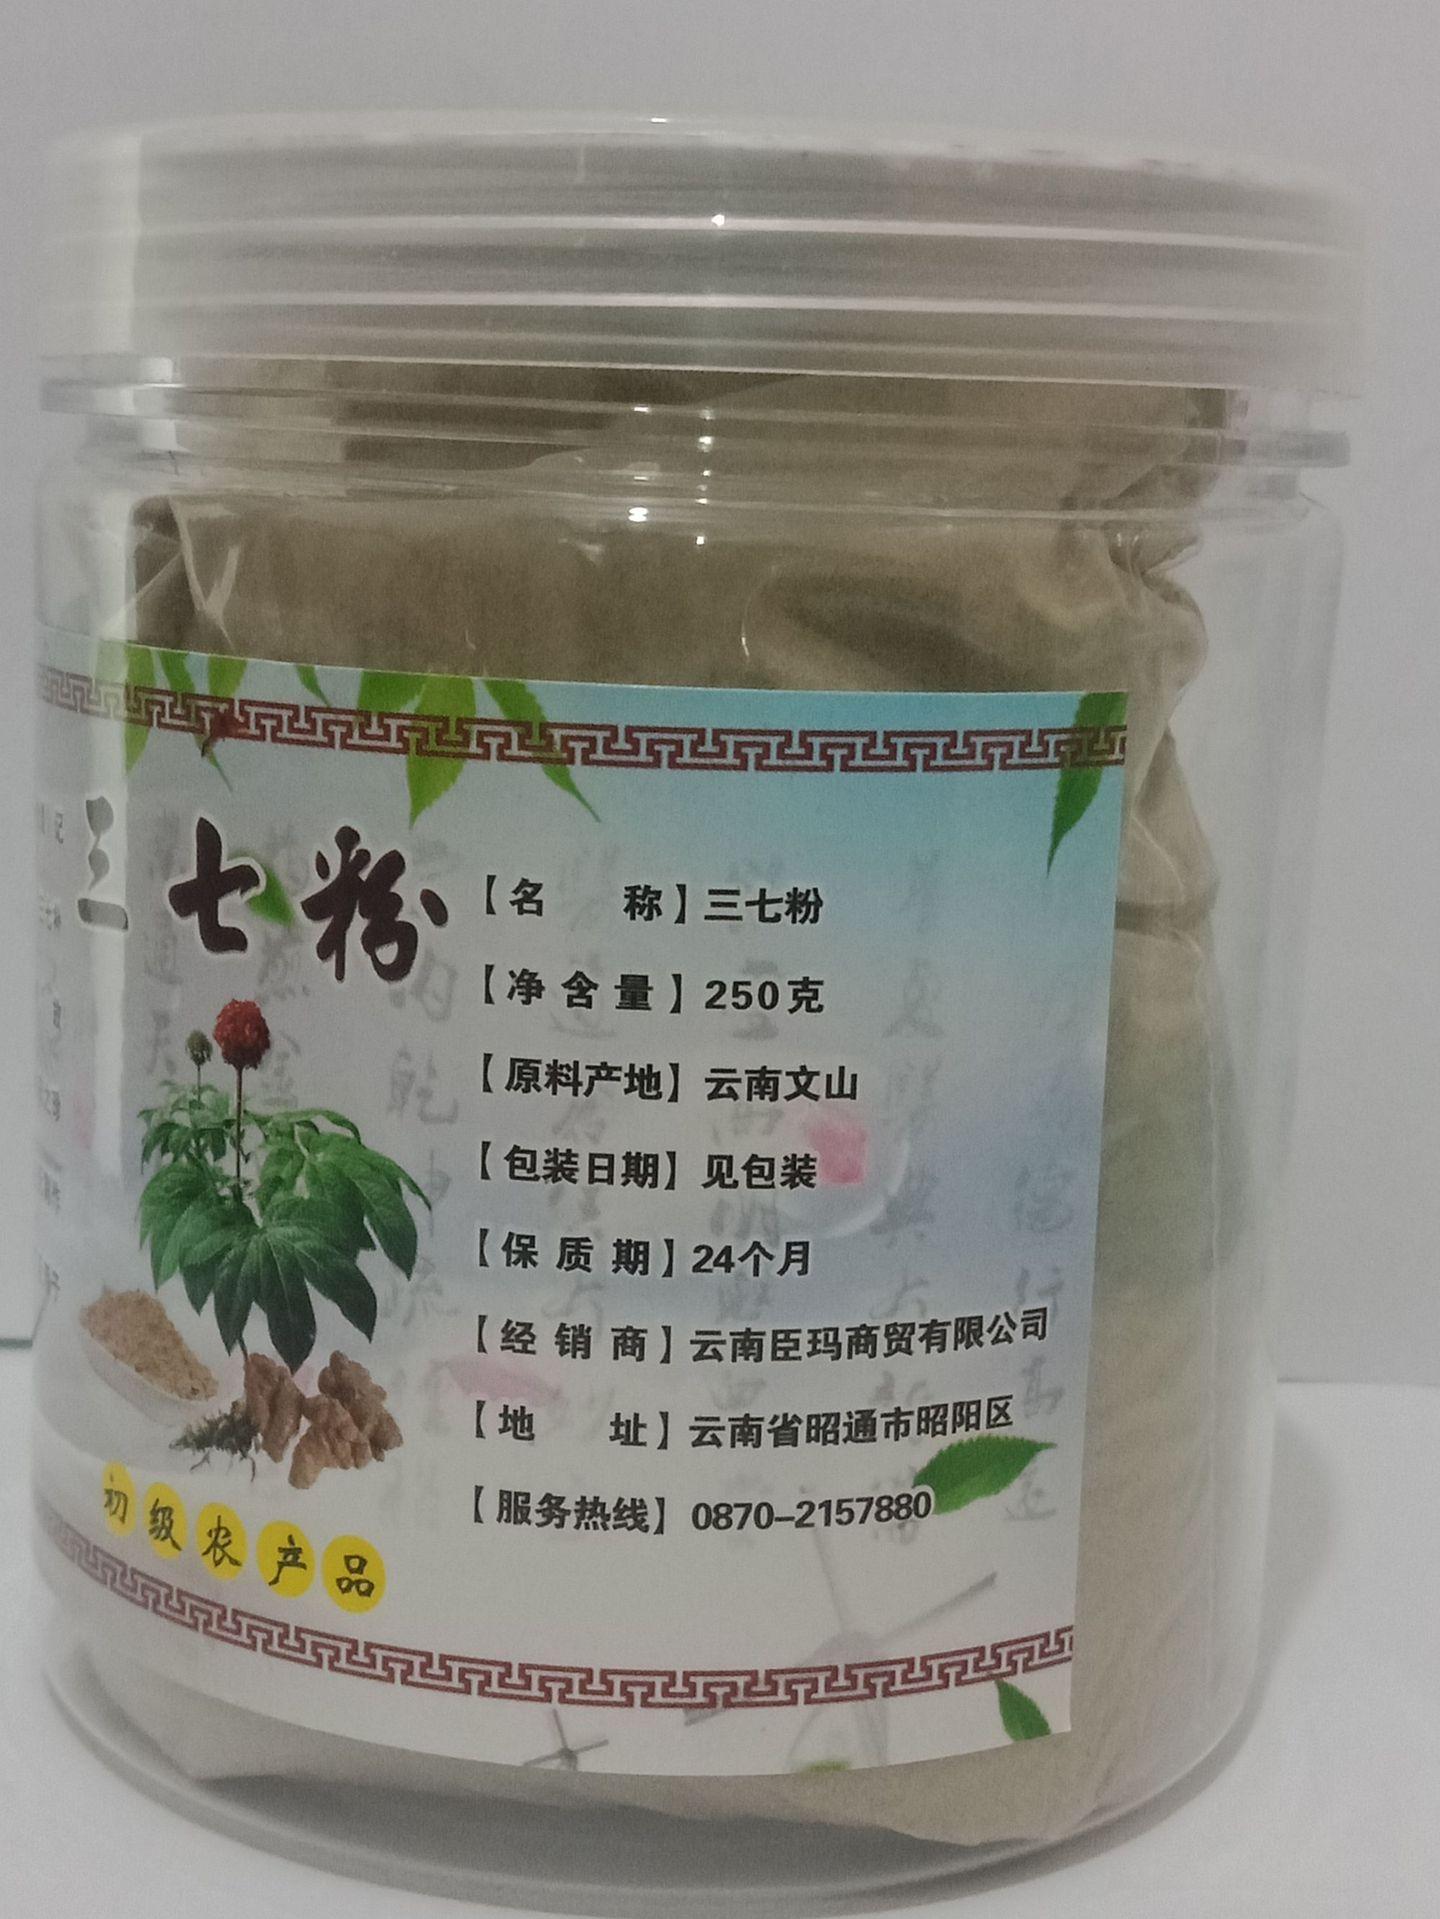 三七粉
【名 称】三七粉
【净含量】250克
【原料产地】云南文山
【包装日期】见包装
【保质期】24个月
【经销商】云南臣玛商贸有限公司
【地 址】云南省昭通市昭阳区
【服务热线】0870-2157880
初级农产品